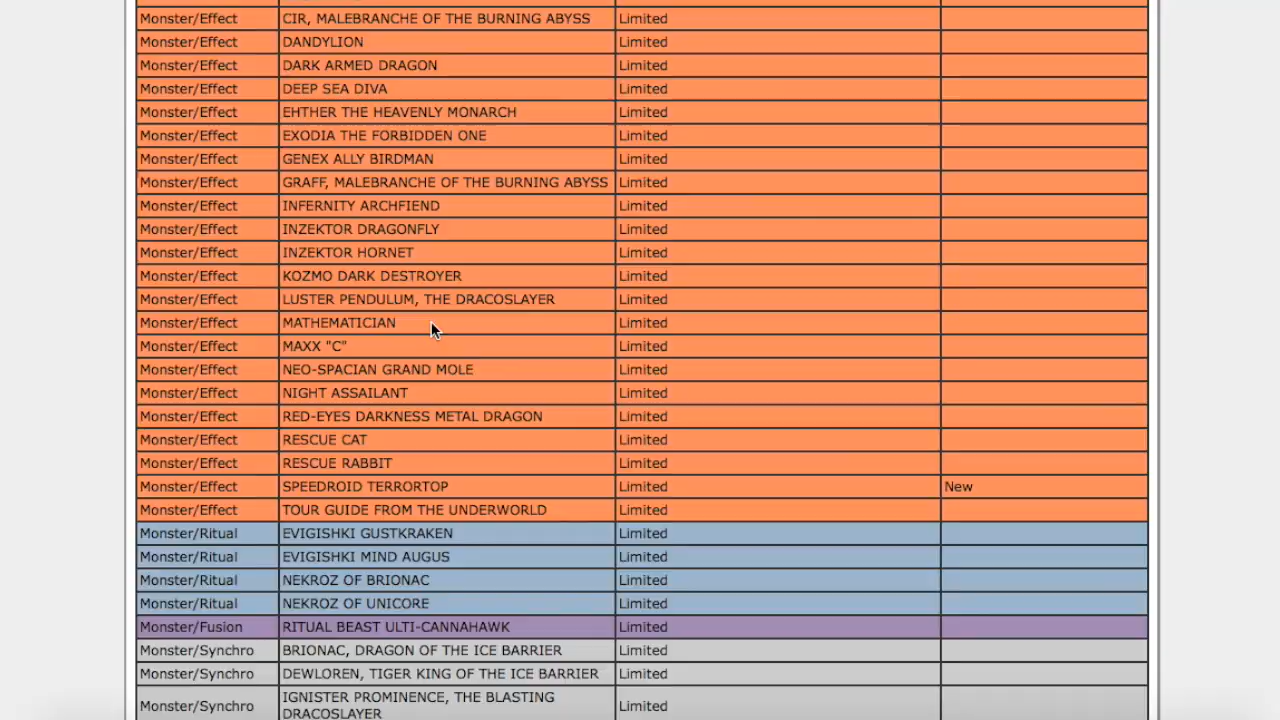 Monster/Effect CIR, MALEBRANCHE OF THE BURNING ABYSS Limited
Monster/Effect DANDYLION Limited
Monster/Effect DARK ARMED DRAGON Limited
Monster/Effect DEEP SEA DIVA Limited
Monster/Effect EHTHER THE HEAVENLY MONARCH Limited
Monster/Effect EXODIA THE FORBIDDEN ONE Limited
Monster/Effect GENEX ALLY BIRDMAN Limited
Monster/Effect GRAFF, MALEBRANCHE OF THE BURNING ABYSS Limited
Monster/Effect INFERNITY ARCHFIEND Limited
Monster/Effect INZEKTOR DRAGONFLY Limited
Monster/Effect INZEKTOR HORNET Limited
Monster/Effect KOZMO DARK DESTROYER Limited
Monster/Effect LUSTER PENDULUM, THE DRACOSLAYER Limited
Monster/Effect MATHEMATICIAN Limited
Monster/Effect MAXX "C" Limited
Monster/Effect NEO-SPACIAN GRAND MOLE Limited
Monster/Effect NIGHT ASSAILANT Limited
Monster/Effect RED-EYES DARKNESS METAL DRAGON Limited
Monster/Effect RESCUE CAT Limited
Monster/Effect RESCUE RABBIT Limited
Monster/Effect SPEEDROID TERRORTOP Limited New
Monster/Effect TOUR GUIDE FROM THE UNDERWORLD Limited
Monster/Ritual EVIGISHKI GUSTKRAKEN Limited
Monster/Ritual EVIGISHKI MIND AUGUS Limited
Monster/Ritual NEKROZ OF BRIONAC Limited
Monster/Ritual NEKROZ OF UNICORE Limited
Monster/Fusion RITUAL BEAST ULTI-CANNAHAWK Limited
Monster/Synchro BRIONAC, DRAGON OF THE ICE BARRIER Limited
Monster/Synchro DEWLOREN, TIGER KING OF THE ICE BARRIER Limited
Monster/Synchro IGNISTER PROMINENCE, THE BLASTING Limited
DRACOSLAYER